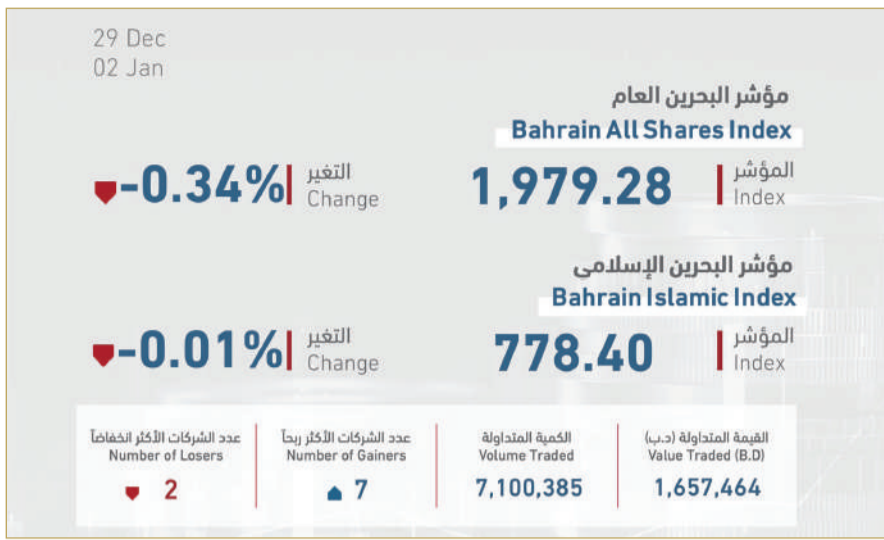 29 Dec
02 Jan
مؤشر البحرين العام
Bahrain All Shares Index
المؤشر
Index
1,979.28
التغير
Change
-0.34%
مؤشر البحرين الإسلامي
Bahrain Islamic Index
المؤشر
Index
778.40
التغير
Change
-0.01%
القيمة المتداولة (د.ب)
Value Traded (B.D)
1,657,464
الكمية المتداولة
Volume Traded
7,100,385
عدد الشركات الأكثر ربحاً
Number of Gainers
7
عدد الشركات الأكثر انخفاضاً
Number of Losers
2